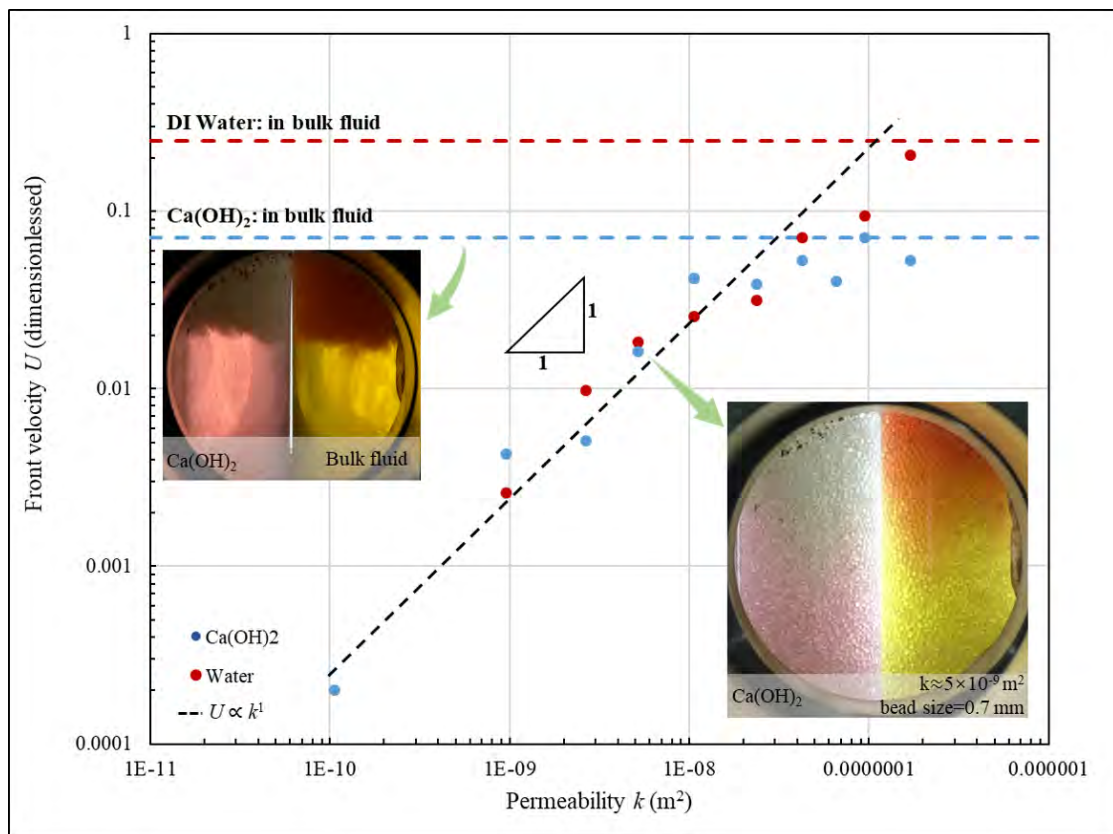 1
DI Water: in bulk fluid
0.1
Ca(OH)₂: in bulk fluid
1
1
0.01
Ca(OH)₂ Bulk fluid
0.001
Ca(OH)2
Water
U ∝ k¹
k≈5×10⁻⁹ m²
Ca(OH)₂
bead size=0.7 mm
0.0001
1E-11 1E-10 1E-09 1E-08 0.0000001 0.000001
Permeability k (m²)
Front velocity U (dimensionlessed)